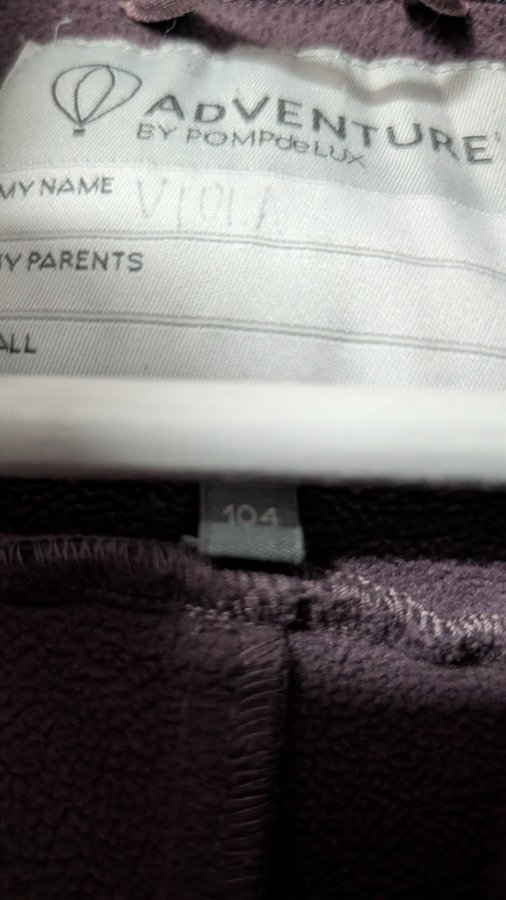 ADVENTURE
BY POMPdeLUX
MY NAME VIOLA
Y PARENTS
ALL
104